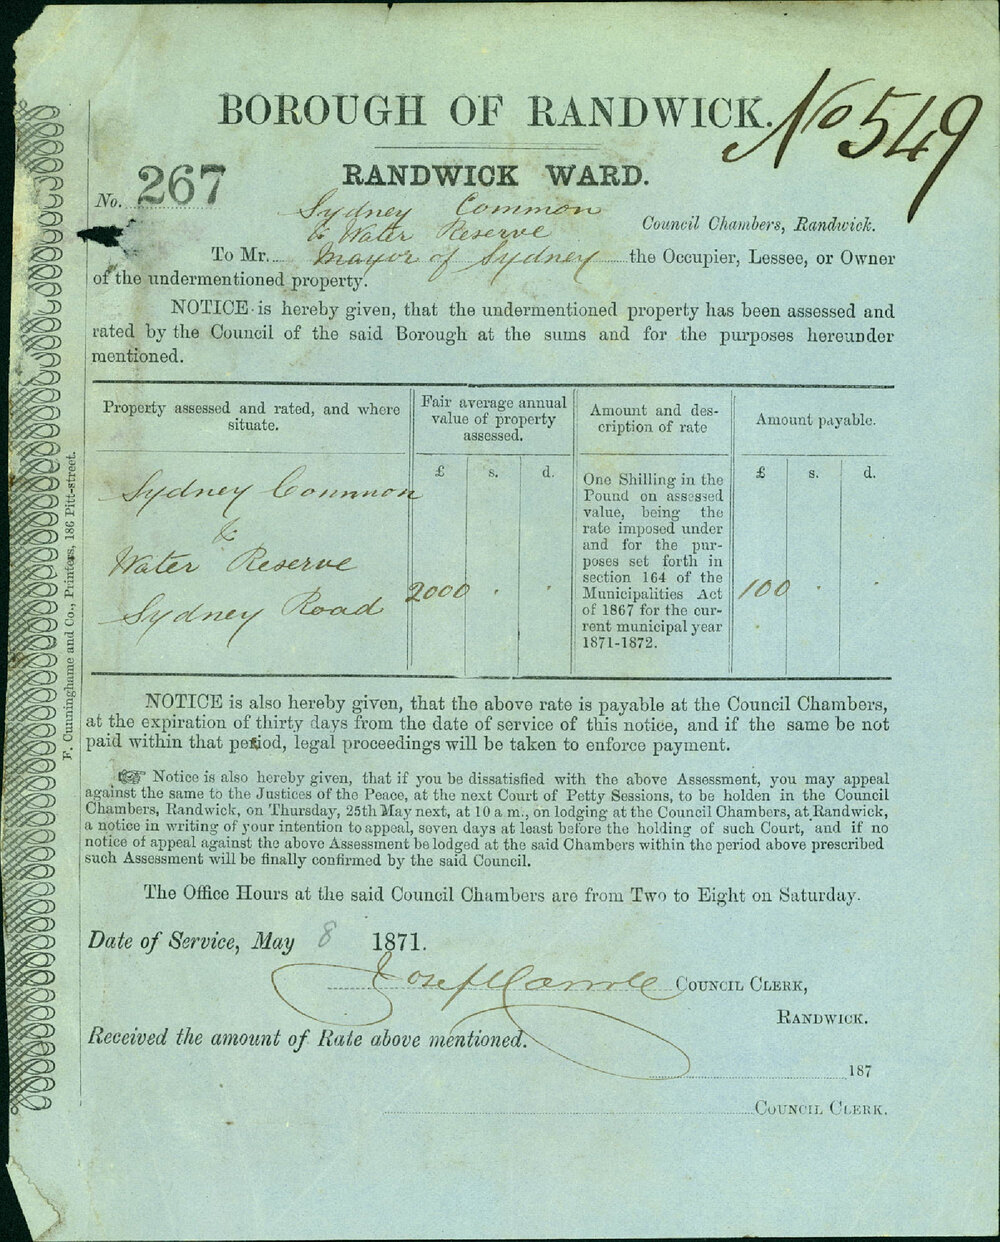 BOROUGH OF RANDWICK.
No 549
RANDWICK WARD.
No. 267
Sydney Common
& Water Reserve
Council Chambers, Randwick.
To Mr. Mayor of Sydney the Occupier, Lessee, or Owner
of the undermentioned property.
NOTICE is hereby given, that the undermentioned property has been assessed and
rated by the Council of the said Borough at the sums and for the purposes hereunder
mentioned.
Property assessed and rated, and where
situate.
Fair average annual
value of property
assessed.
Amount and des-
cription of rate
Amount payable.
£ s. d.
£ s. d.
Sydney Common
&
Water Reserve
Sydney Road
2000 . .
One Shilling in the
Pound on assessed
value, being the
rate imposed under
and for the pur-
poses set forth in
section 164 of the
Municipalities Act
of 1867 for the cur-
rent municipal year
1871-1872.
100 . .
NOTICE is also hereby given, that the above rate is payable at the Council Chambers,
at the expiration of thirty days from the date of service of this notice, and if the same be not
paid within that period, legal proceedings will be taken to enforce payment.
☞ Notice is also hereby given, that if you be dissatisfied with the above Assessment, you may appeal
against the same to the Justices of the Peace, at the next Court of Petty Sessions, to be holden in the Council
Chambers, Randwick, on Thursday, 25th May next, at 10 a m., on lodging at the Council Chambers, at Randwick,
a notice in writing of your intention to appeal, seven days at least before the holding of such Court, and if no
notice of appeal against the above Assessment be lodged at the said Chambers within the period above prescribed
such Assessment will be finally confirmed by the said Council.
The Office Hours at the said Council Chambers are from Two to Eight on Saturday.
Date of Service, May 8 1871.
COUNCIL CLERK,
RANDWICK.
Received the amount of Rate above mentioned.
187
COUNCIL CLERK.
F. Cunninghame and Co., Printers, 186 Pitt-street.